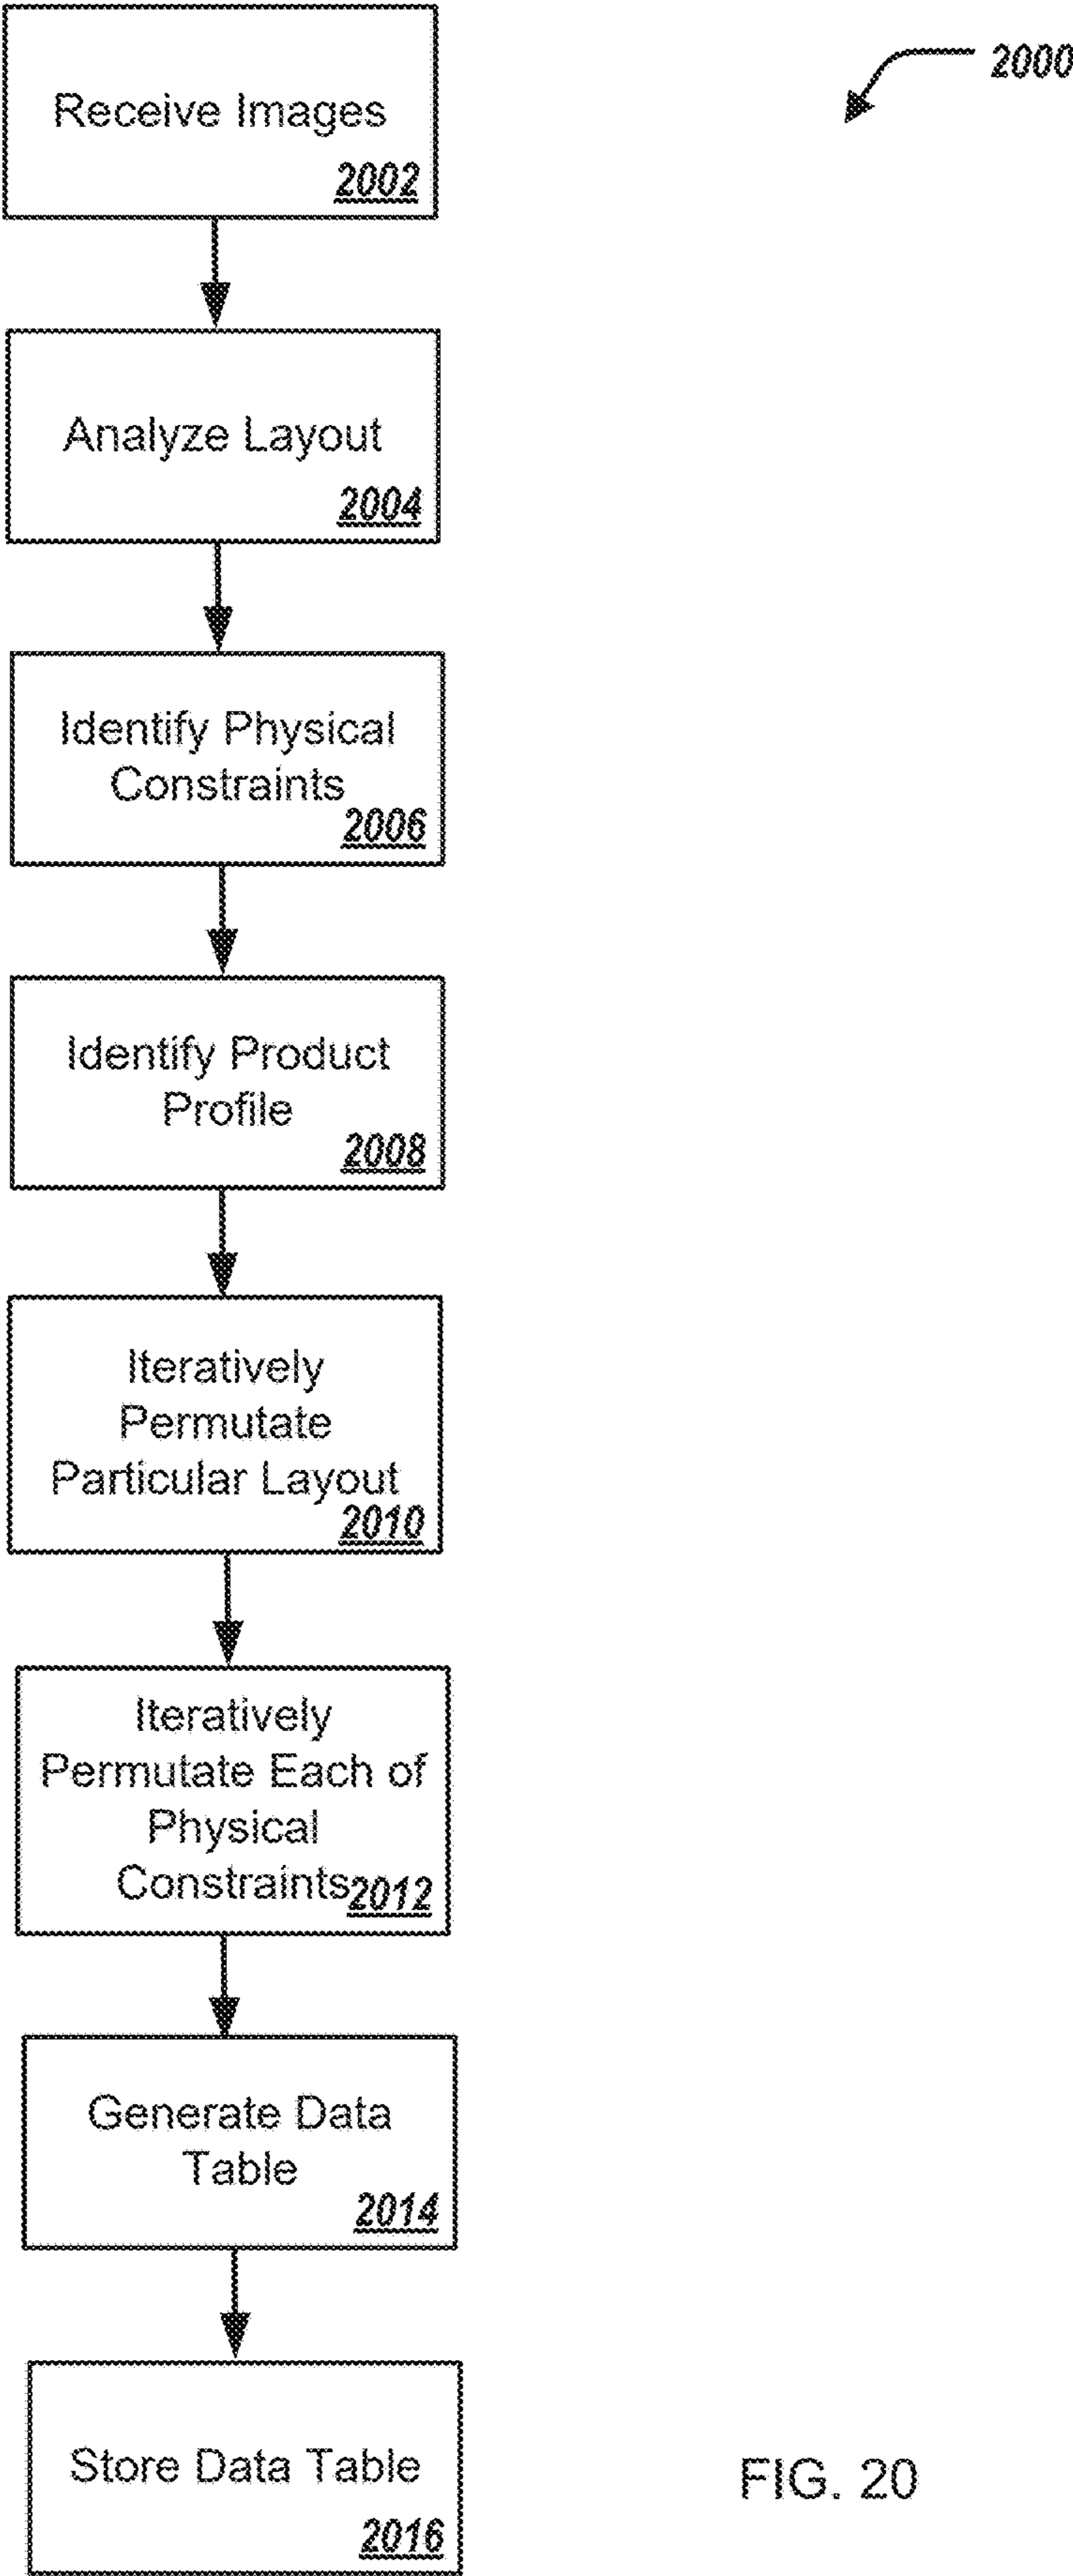 2000
Receive Images
2002
Analyze Layout
2004
Identify Physical
Constraints
2006
Identify Product
Profile
2008
Iteratively
Permutate
Particular Layout
2010
Iteratively
Permutate Each of
Physical
Constraints
2012
Generate Data
Table
2014
Store Data Table
2016
FIG. 20